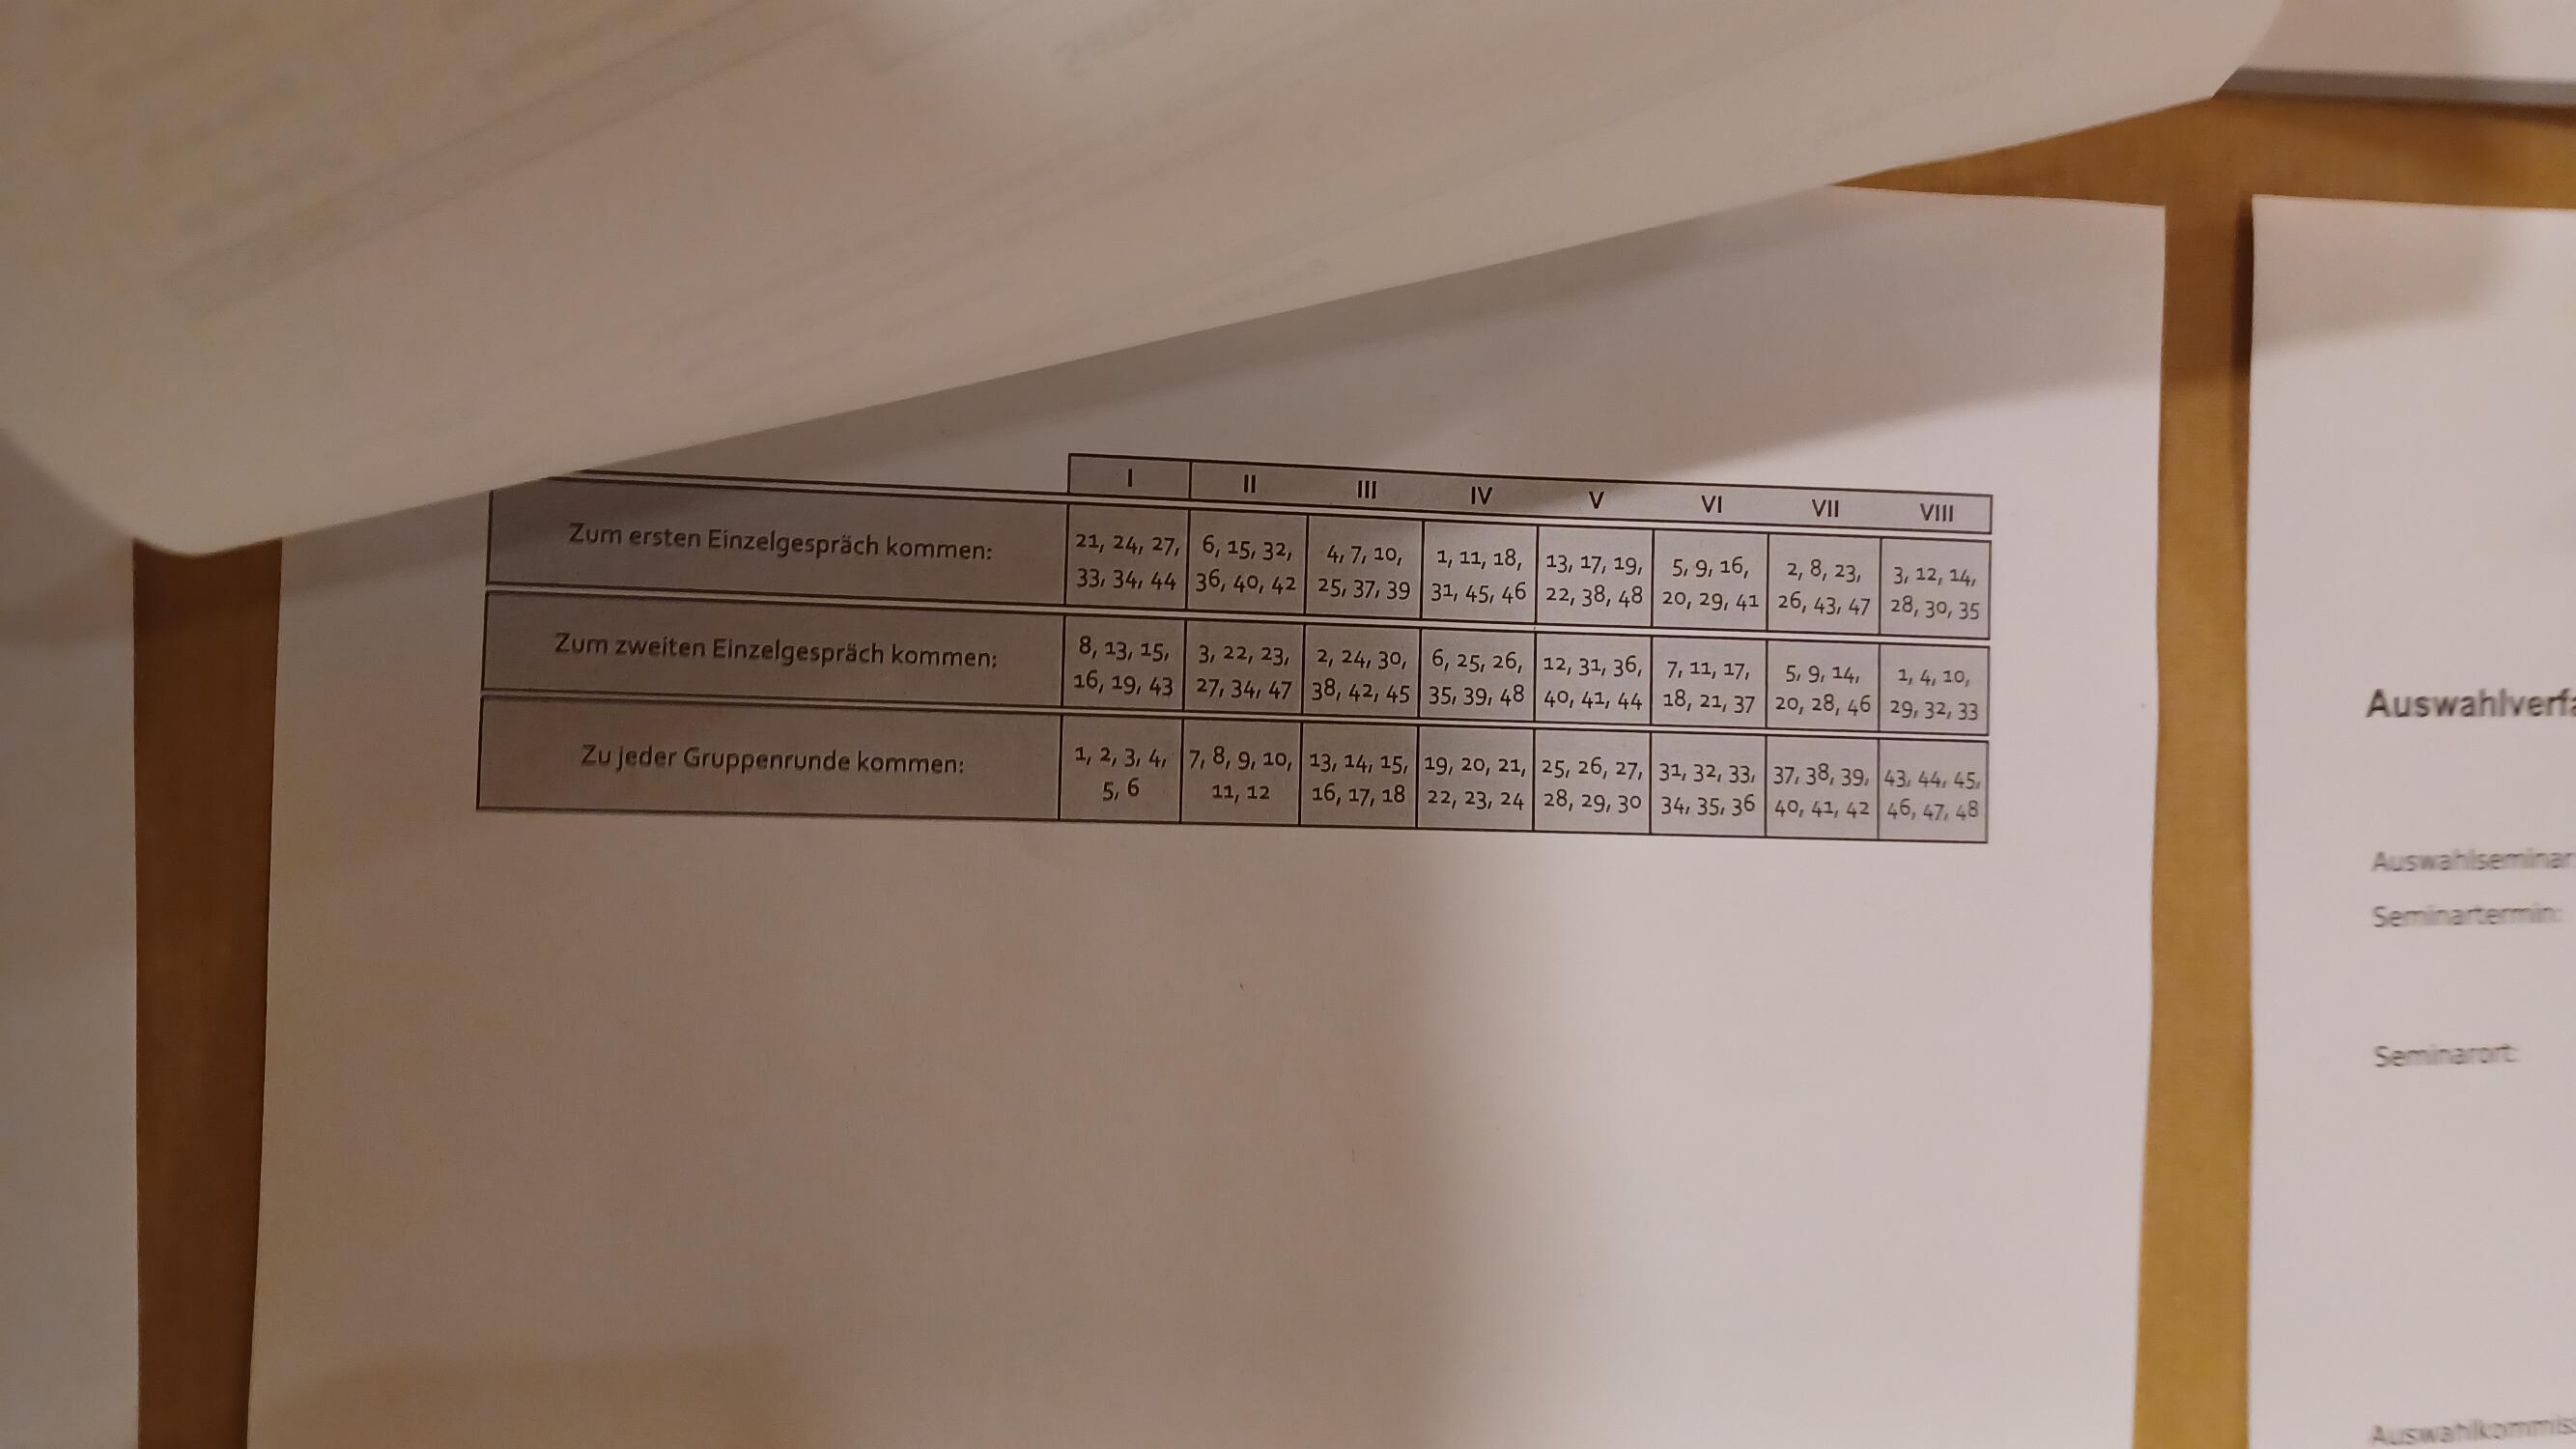 I II III IV V VI VII VIII
Zum ersten Einzelgespräch kommen:
21, 24, 27,
33, 34, 44
6, 15, 32,
36, 40, 42
4, 7, 10,
25, 37, 39
1, 11, 18,
31, 45, 46
13, 17, 19,
22, 38, 48
5, 9, 16,
20, 29, 41
2, 8, 23,
26, 43, 47
3, 12, 14,
28, 30, 35
Zum zweiten Einzelgespräch kommen:
8, 13, 15,
16, 19, 43
3, 22, 23,
27, 34, 47
2, 24, 30,
38, 42, 45
6, 25, 26,
35, 39, 48
12, 31, 36,
40, 41, 44
7, 11, 17,
18, 21, 37
5, 9, 14,
20, 28, 46
1, 4, 10,
29, 32, 33
Zu jeder Gruppenrunde kommen:
1, 2, 3, 4,
5, 6
7, 8, 9, 10,
11, 12
13, 14, 15,
16, 17, 18
19, 20, 21,
22, 23, 24
25, 26, 27,
28, 29, 30
31, 32, 33,
34, 35, 36
37, 38, 39,
40, 41, 42
43, 44, 45,
46, 47, 48
Auswahlverfa
Auswahlseminar
Seminartermin:
Seminarort:
Auswahlkommis